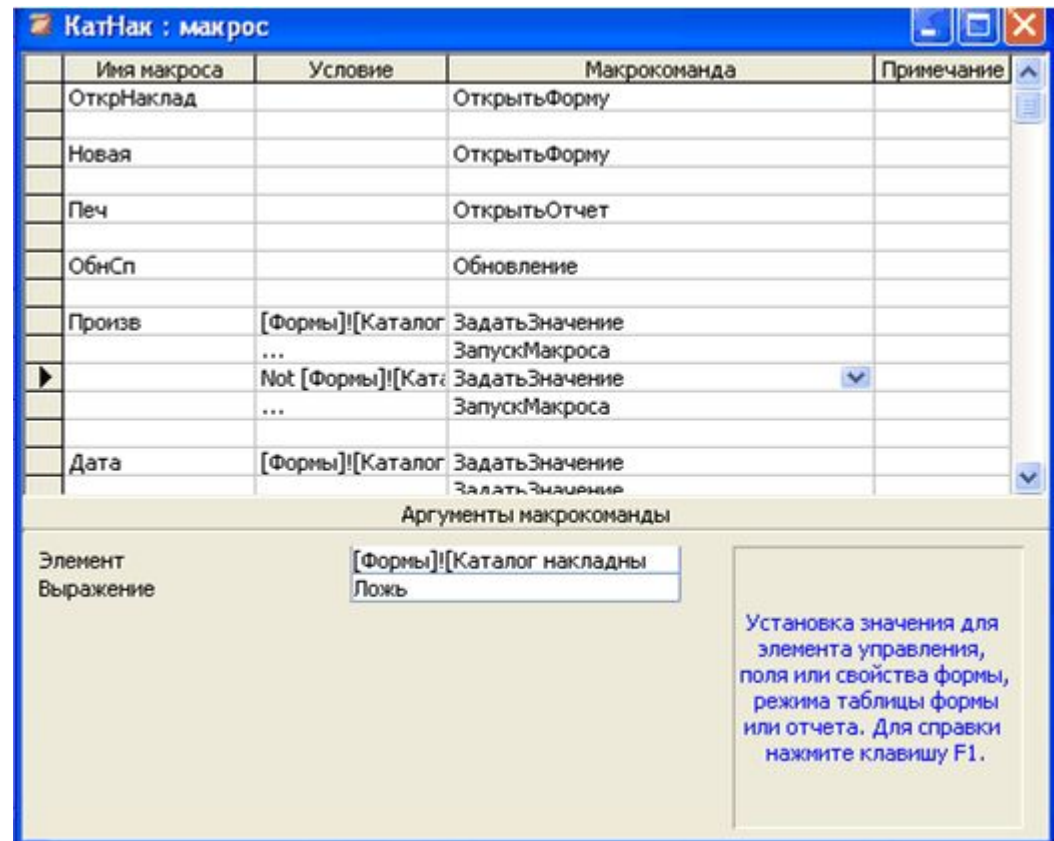 КатНак : макрос
Имя макроса Условие Макрокоманда Примечание
ОткрНаклад ОткрытьФорму
Новая ОткрытьФорму
Печ ОткрытьОтчет
ОбнСп Обновление
Произв [Формы]![Каталог ЗадатьЗначение
... ЗапускМакроса
Not [Формы]![Ката ЗадатьЗначение
... ЗапускМакроса
Дата [Формы]![Каталог ЗадатьЗначение
ЗадатьЗначение
Аргументы макрокоманды
Элемент [Формы]![Каталог накладны
Выражение Ложь
Установка значения для
элемента управления,
поля или свойства формы,
режима таблицы формы
или отчета. Для справки
нажмите клавишу F1.